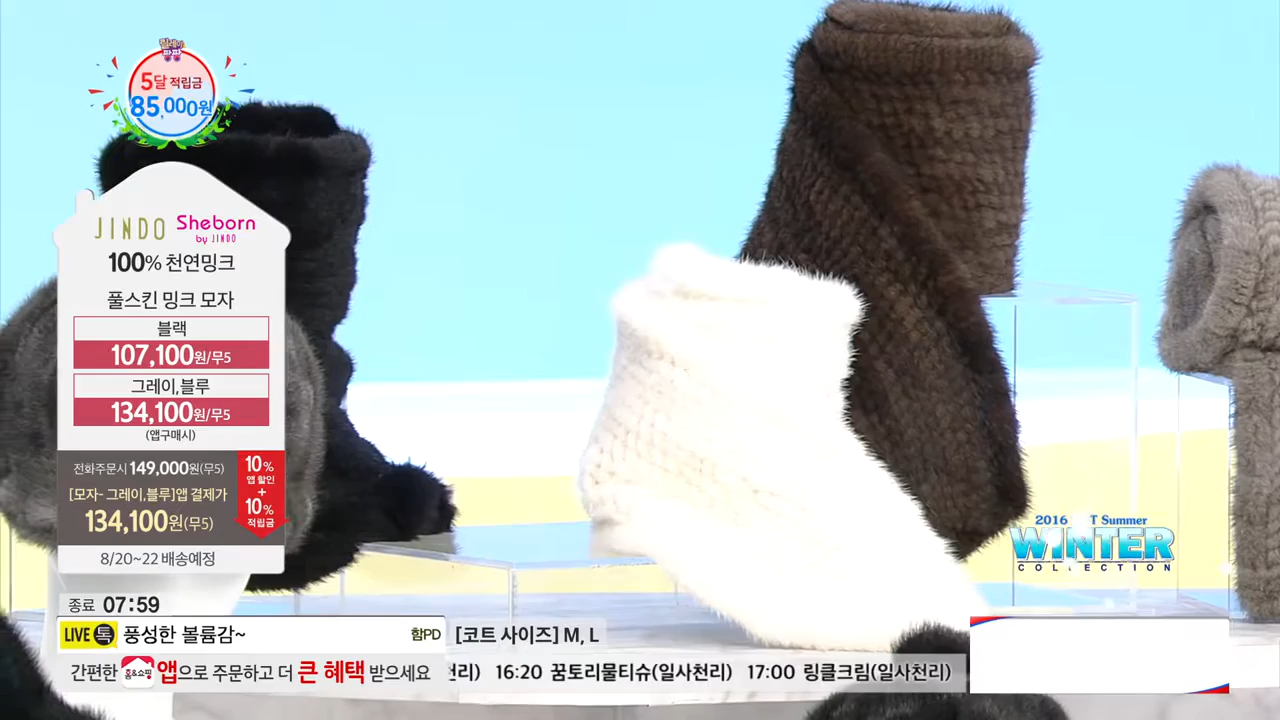 5달 적립금
85,000원
JINDO Sheborn
by JINDO
100% 천연밍크
풀스킨 밍크 모자
블랙
107,100원/무5
그레이,블루
134,100원/무5
(앱구매시)
전화주문시 149,000원(무5)
[모자- 그레이,블루]앱 결제가
134,100원(무5)
10%
앱 할인
+
10%
적립금
8/20~22 배송예정
2016 T Summer
WINTER
COLLECTION
종료 07:59
LIVE톡 풍성한 볼륨감~ 함PD [코트 사이즈] M, L
간편한 홈&쇼핑 앱으로 주문하고 더 큰 혜택 받으세요 천리) 16:20 꿈토리물티슈(일사천리) 17:00 링클크림(일사천리)